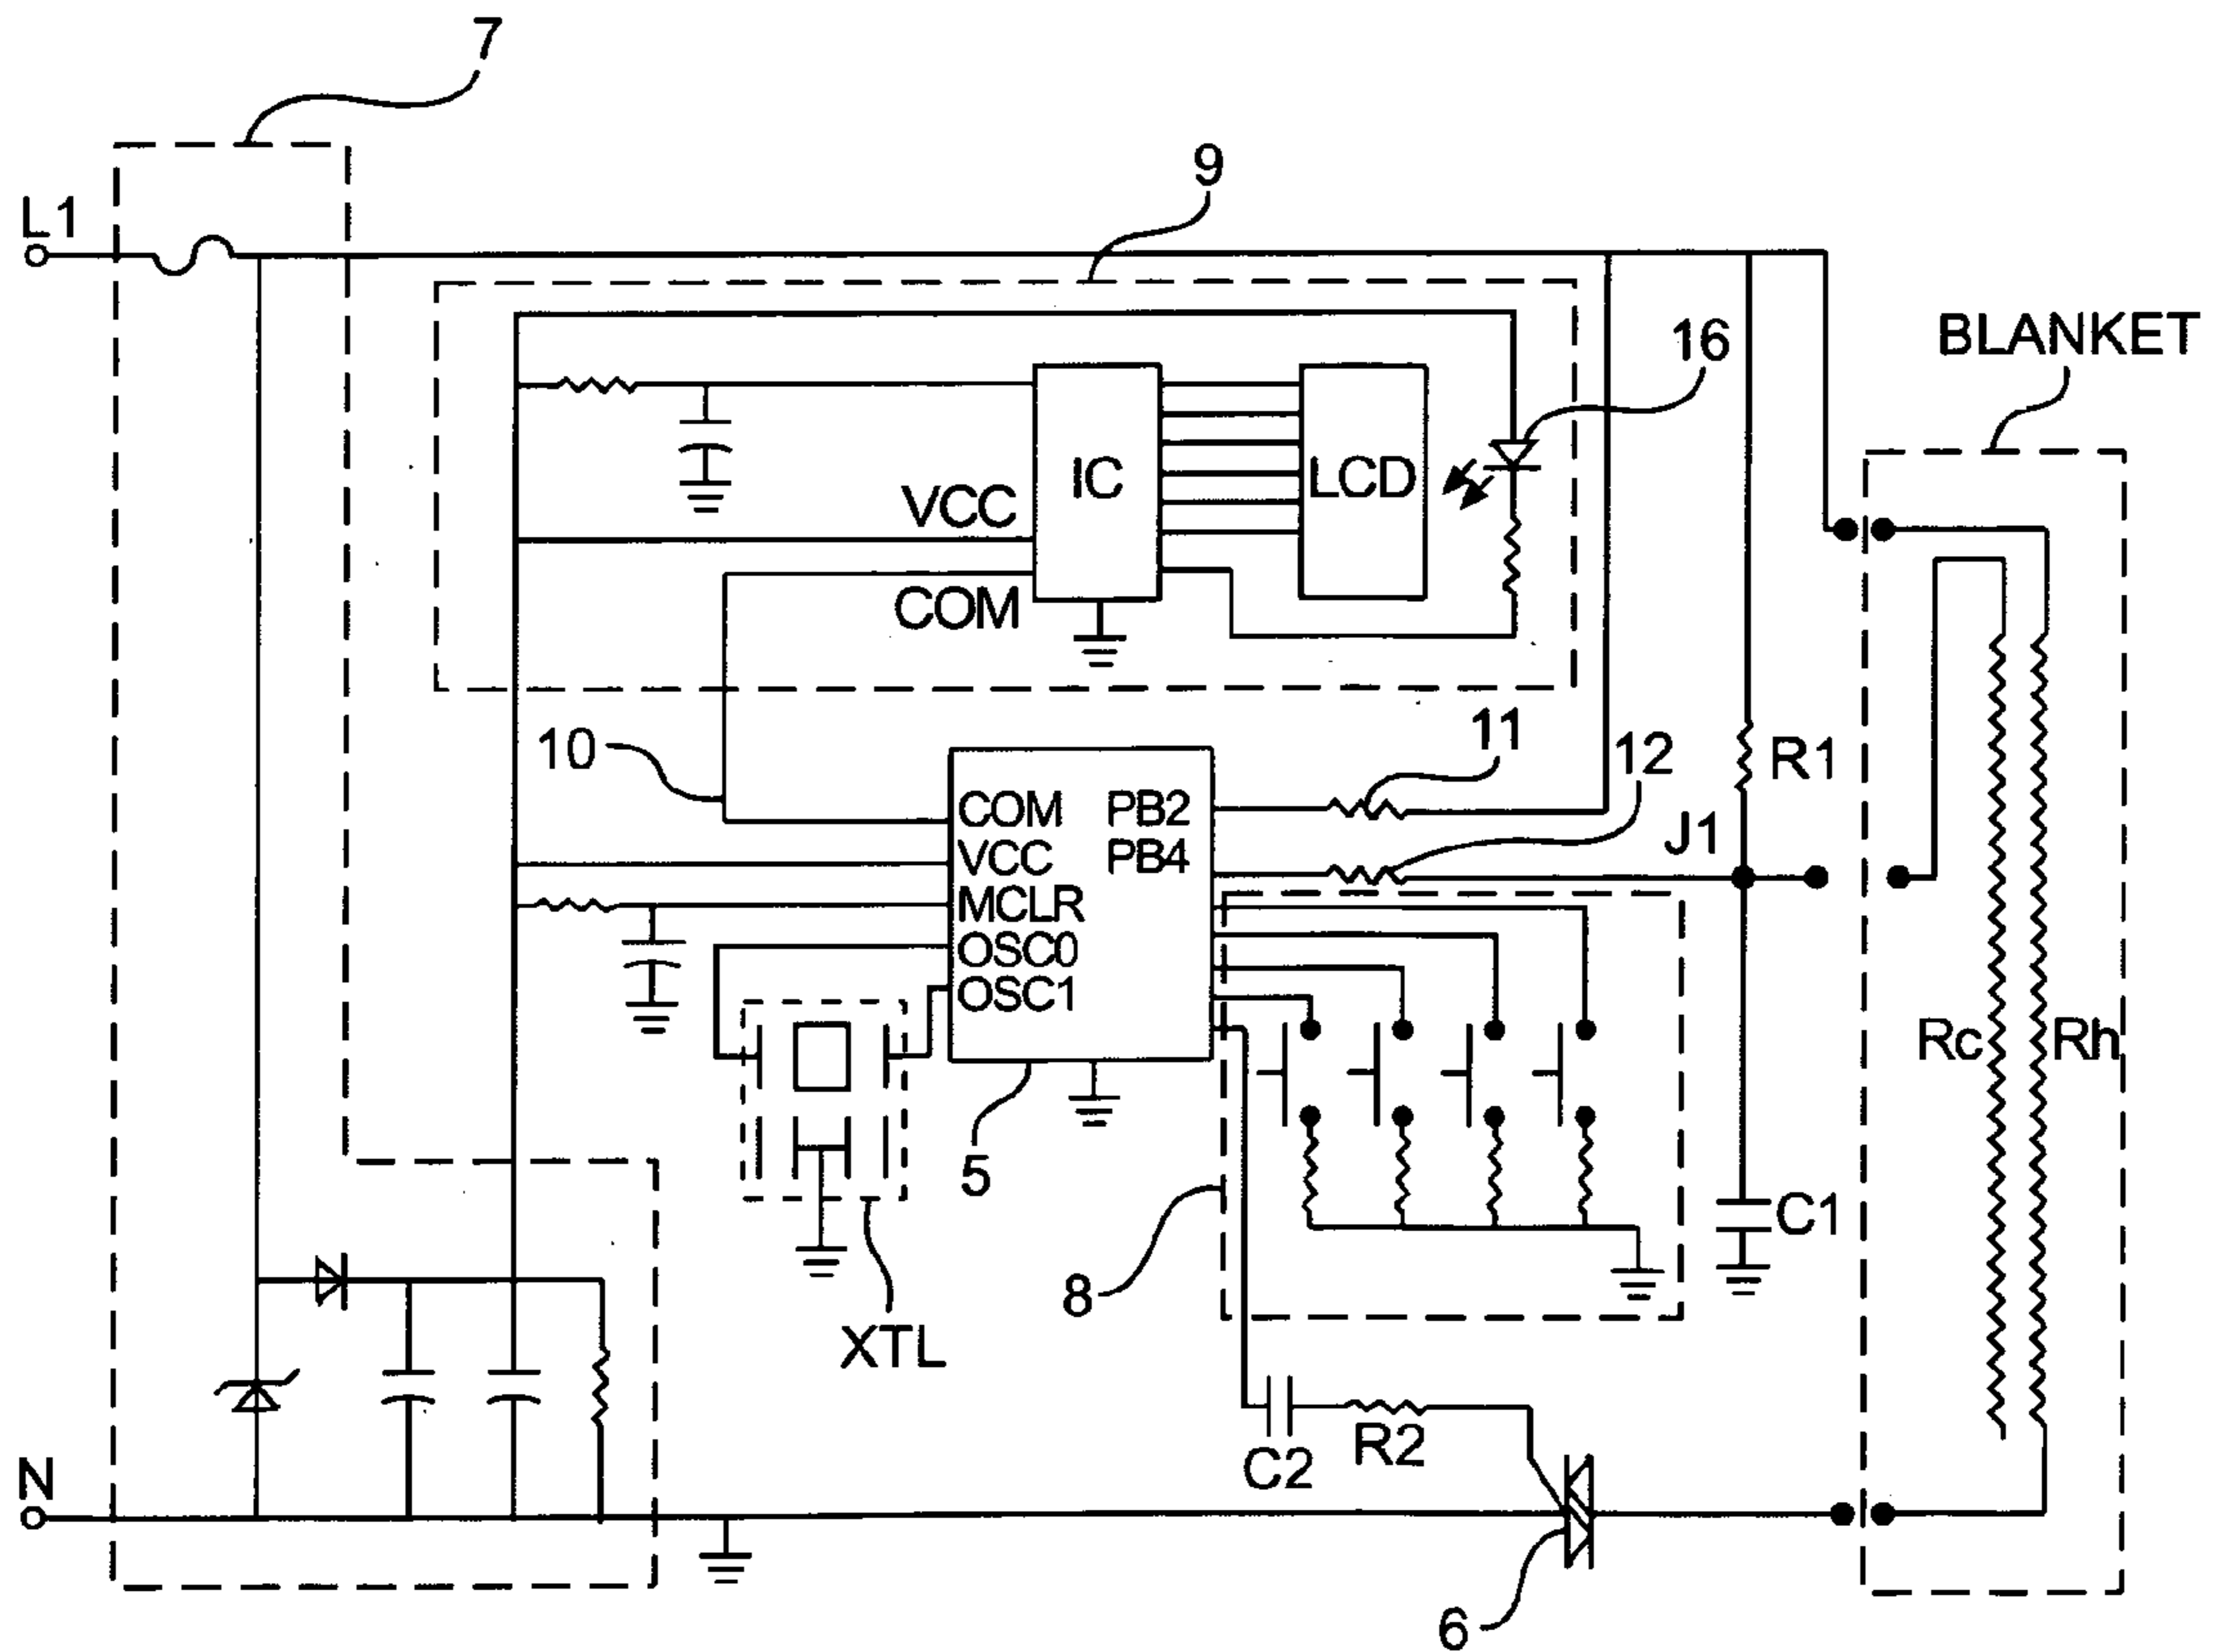 7
9
L1
16
BLANKET
IC
LCD
VCC
COM
10
11
12
R1
COM
PB2
J1
VCC
PB4
MCLR
OSC0
OSC1
Rc
Rh
5
8
C1
XTL
C2
R2
N
6